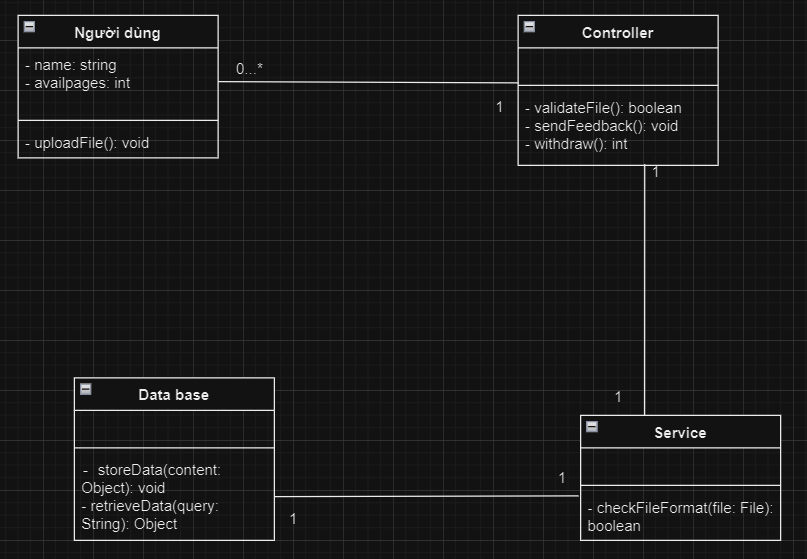 Người dùng
- name: string
- availpages: int
- uploadFile(): void
0...*
1
Controller
- validateFile(): boolean
- sendFeedback(): void
- withdraw(): int
1
1
Data base
- storeData(content:
Object): void
- retrieveData(query:
String): Object
1
1
Service
- checkFileFormat(file: File):
boolean